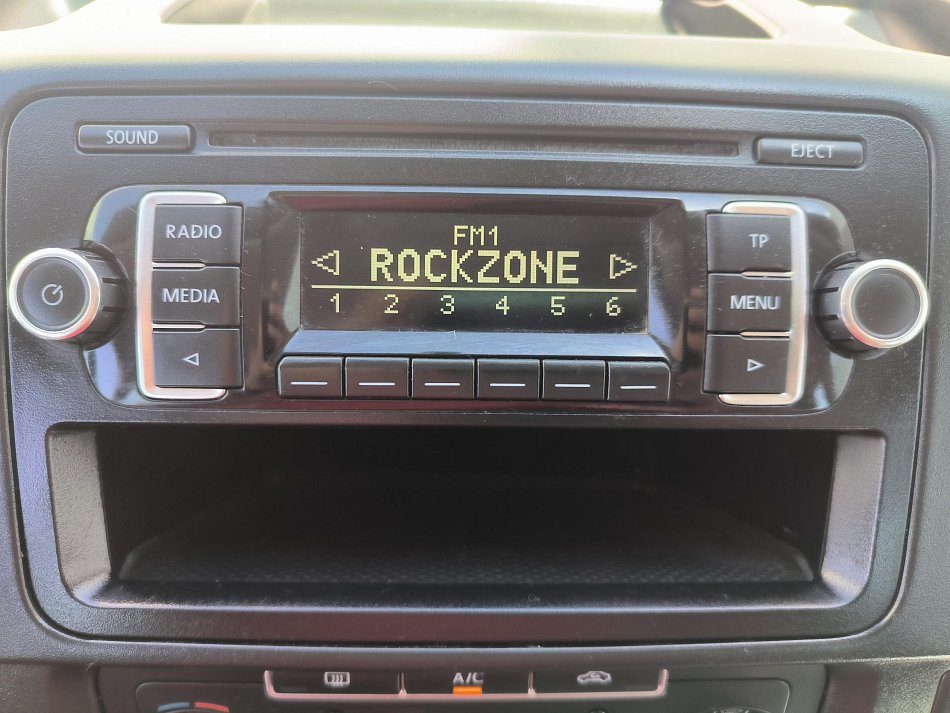 SOUND
EJECT
RADIO
TP
FM1
ROCKZONE
MEDIA
MENU
1 2 3 4 5 6
A/C